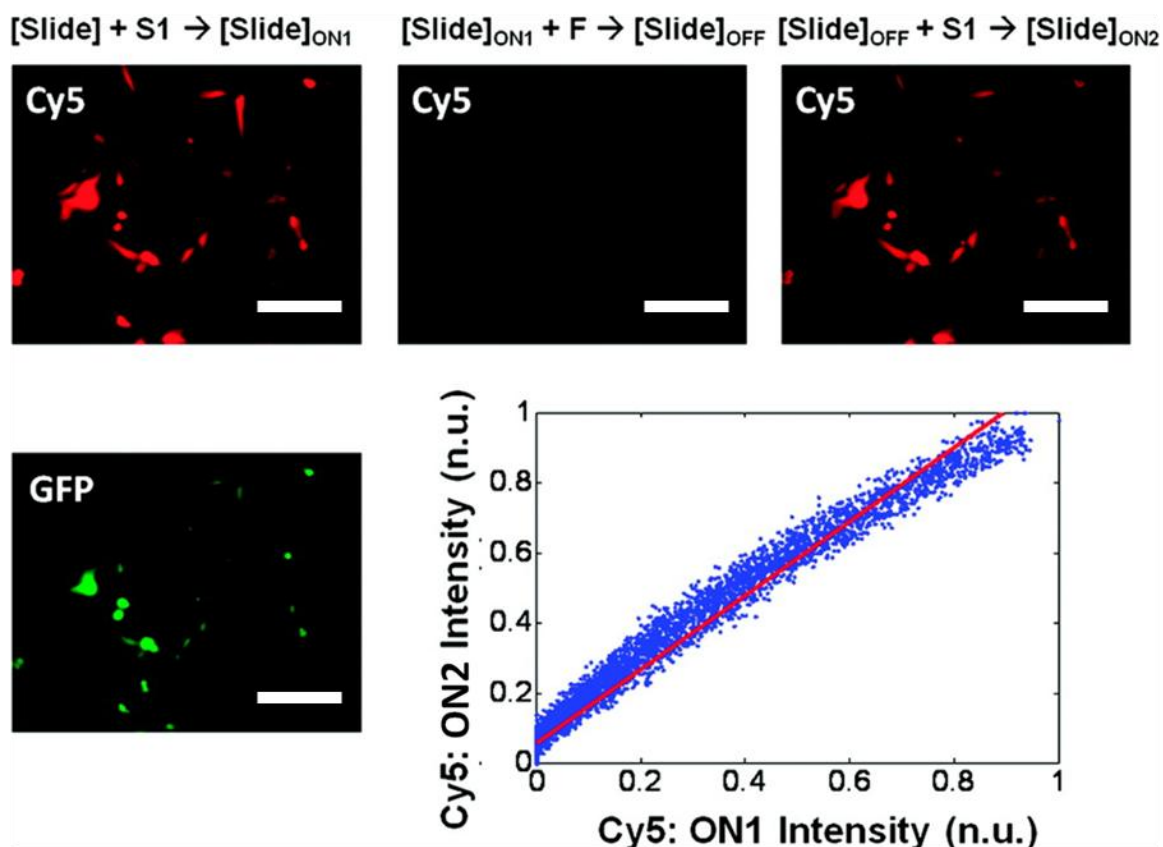 [Slide] + S1 → [Slide]ON1
[Slide]ON1 + F → [Slide]OFF
[Slide]OFF + S1 → [Slide]ON2
Cy5
Cy5
Cy5
GFP
Cy5: ON2 Intensity (n.u.)
1
0.8
0.6
0.4
0.2
0
0 0.2 0.4 0.6 0.8 1
Cy5: ON1 Intensity (n.u.)